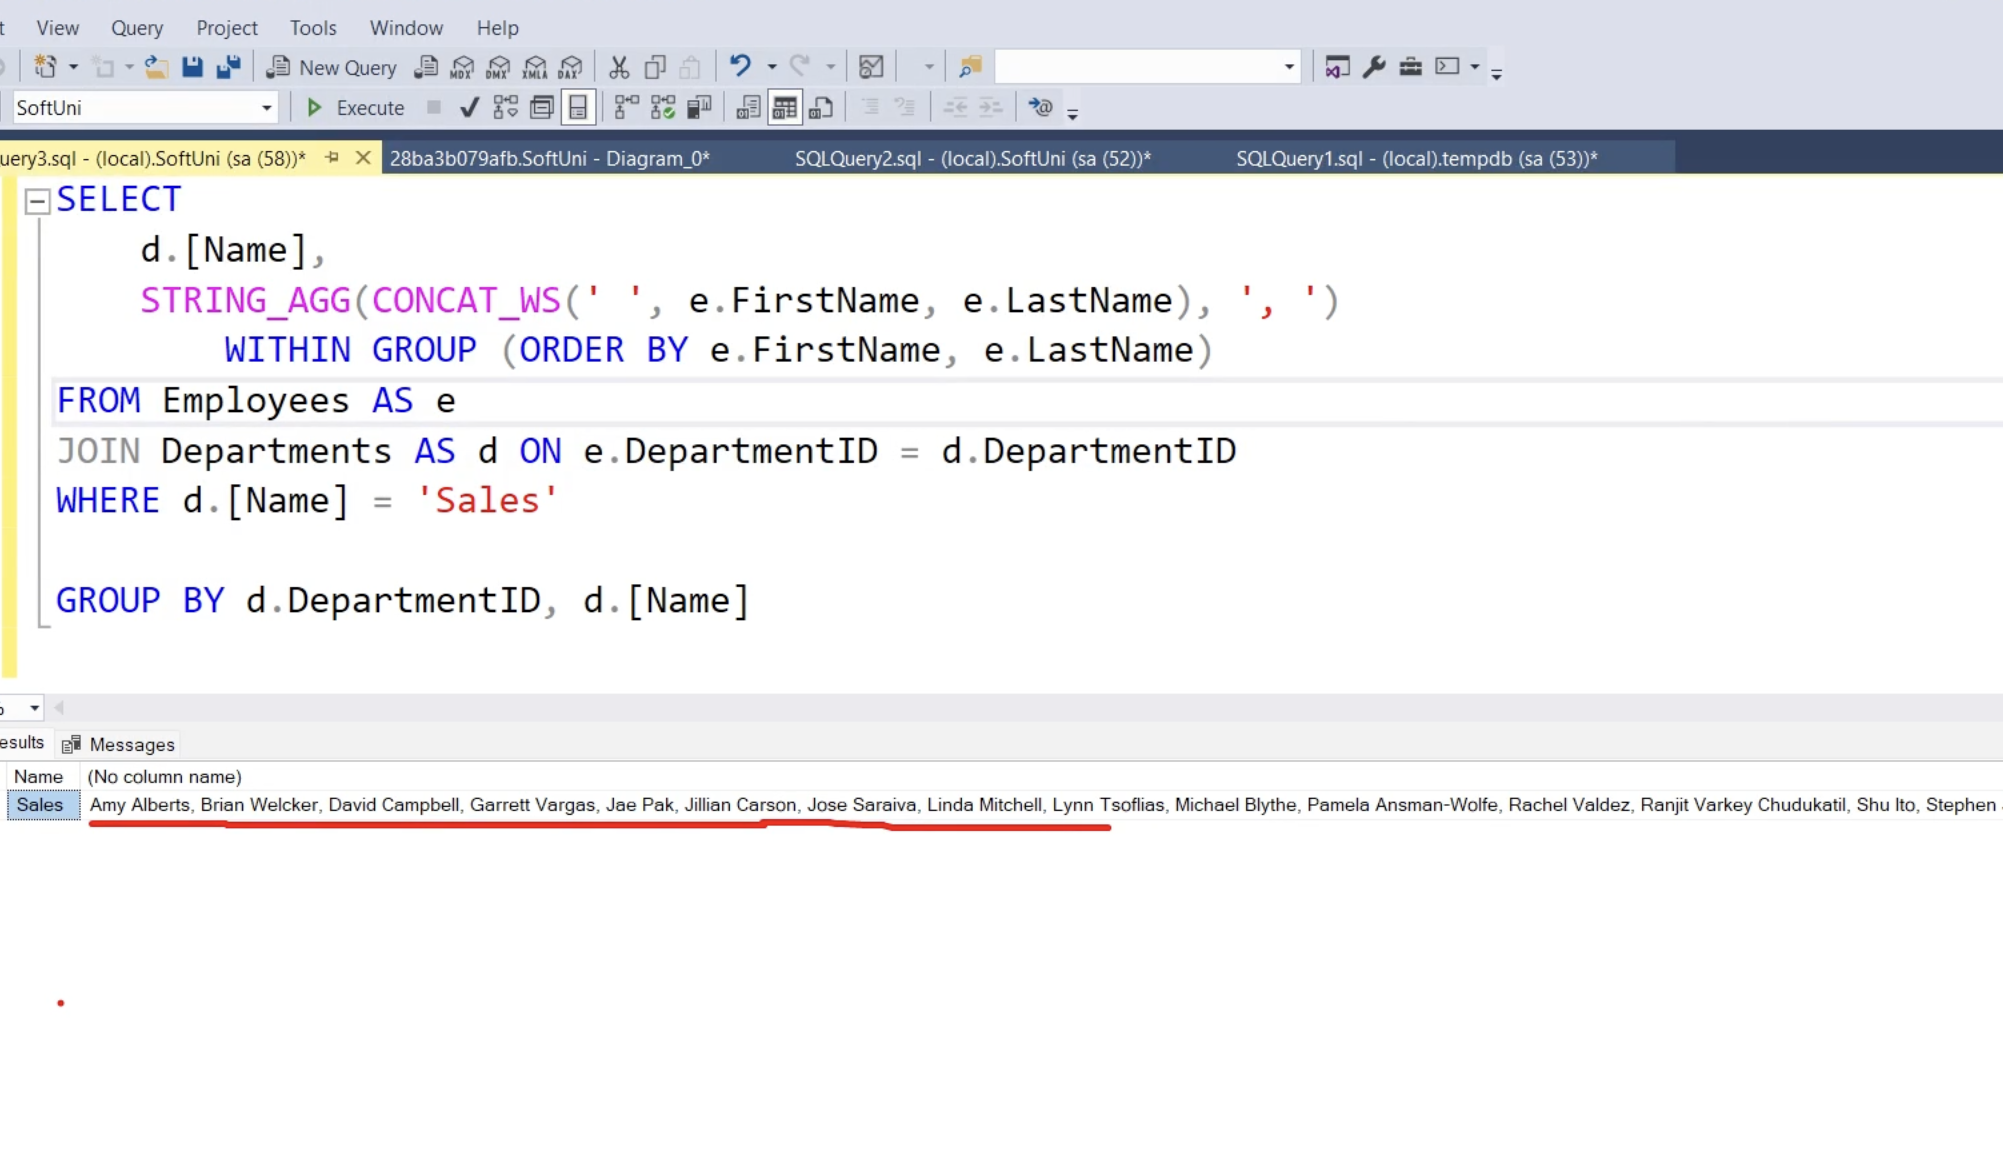 View Query Project Tools Window Help
New Query MDX DMX XMLA DAX
SoftUni Execute
uery3.sql - (local).SoftUni (sa (58))* 28ba3b079afb.SoftUni - Diagram_0* SQLQuery2.sql - (local).SoftUni (sa (52))* SQLQuery1.sql - (local).tempdb (sa (53))*
SELECT
d.[Name],
STRING_AGG(CONCAT_WS(' ', e.FirstName, e.LastName), ', ')
WITHIN GROUP (ORDER BY e.FirstName, e.LastName)
FROM Employees AS e
JOIN Departments AS d ON e.DepartmentID = d.DepartmentID
WHERE d.[Name] = 'Sales'
GROUP BY d.DepartmentID, d.[Name]
esults Messages
Name (No column name)
Sales Amy Alberts, Brian Welcker, David Campbell, Garrett Vargas, Jae Pak, Jillian Carson, Jose Saraiva, Linda Mitchell, Lynn Tsoflias, Michael Blythe, Pamela Ansman-Wolfe, Rachel Valdez, Ranjit Varkey Chudukatil, Shu Ito, Stephen